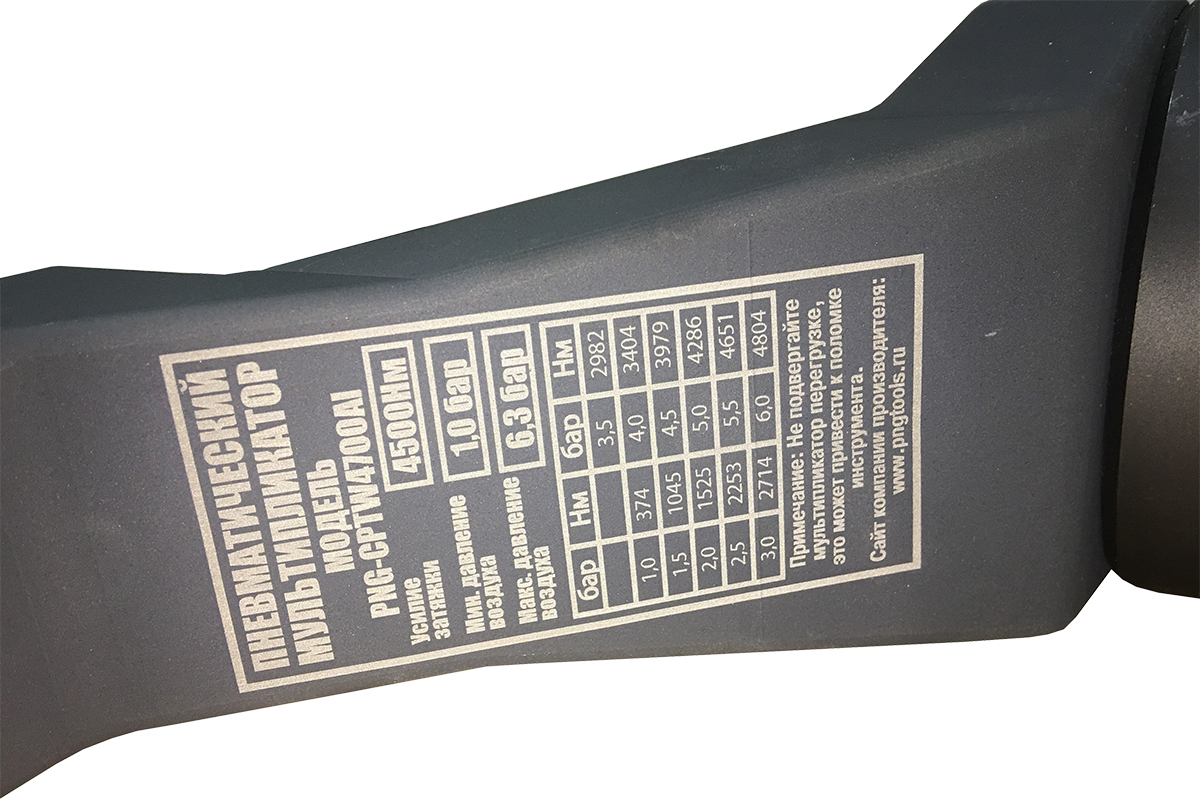 ПНЕВМАТИЧЕСКИЙ
МУЛЬТИПЛИКАТОР
МОДЕЛЬ
PNG-CPTW4700AI
Усилие
затяжки
4500Нм
Мин. давление
воздуха
1,0 бар
Макс. давление
воздуха
6,3 бар
бар Нм бар Нм
3,5 2982
1,0 374 4,0 3404
1,5 1045 4,5 3979
2,0 1525 5,0 4286
2,5 2253 5,5 4651
3,0 2714 6,0 4804
Примечание: Не подвергайте
мультипликатор перегрузке,
это может привести к поломке
инструмента.
Сайт компании производителя:
www.pngtools.ru